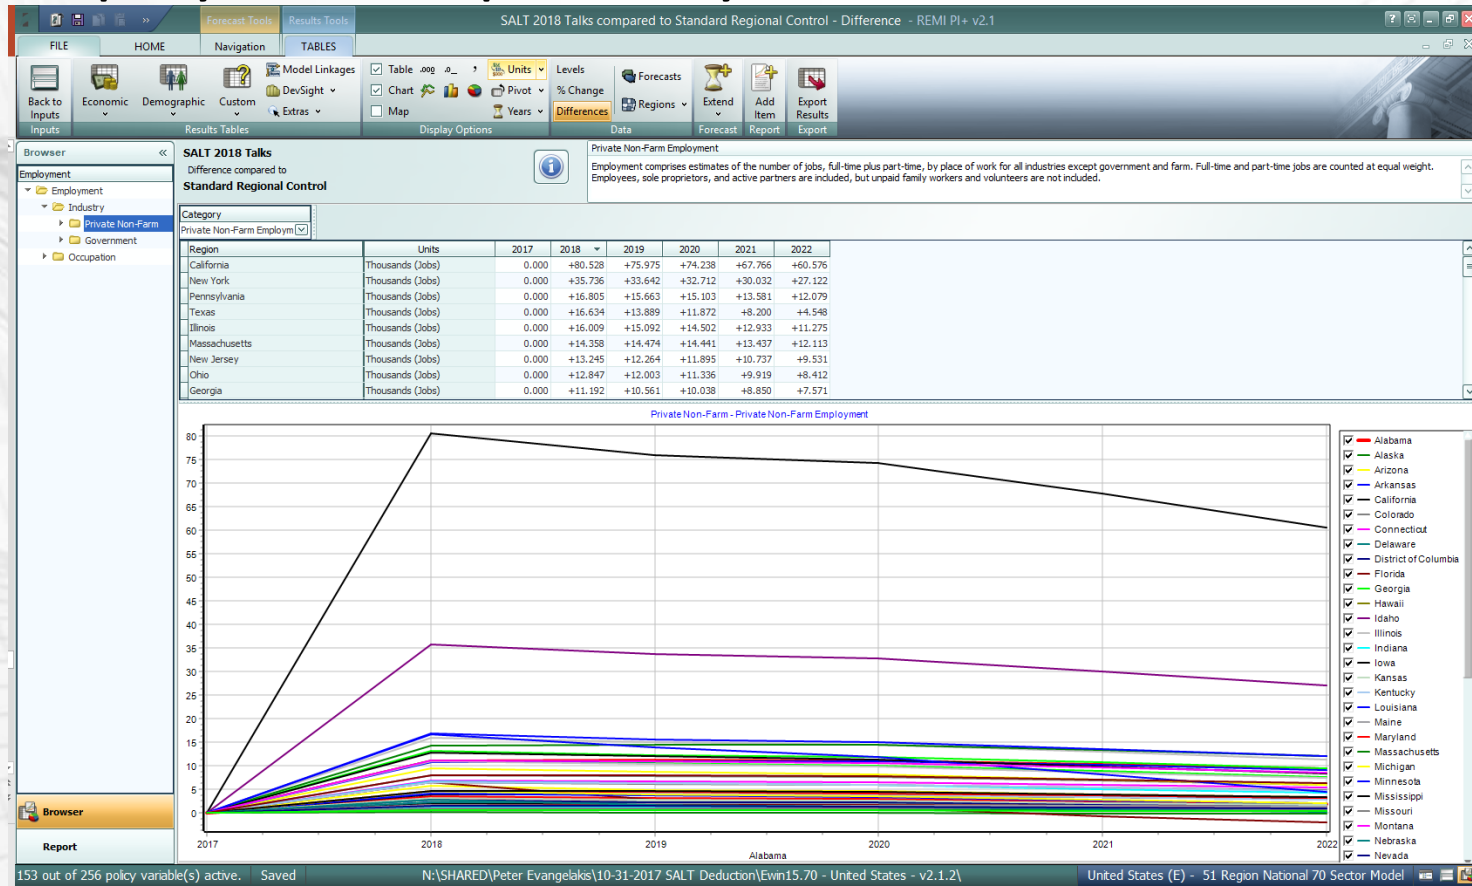 Forecast Tools Results Tools SALT 2018 Talks compared to Standard Regional Control - Difference - REMI PI+ v2.1
FILE HOME Navigation TABLES
Back to Inputs
Economic
Demographic
Custom
Model Linkages
DevSight
Extras
Table
Chart
Map
Units
Pivot
Years
Levels
% Change
Differences
Forecasts
Regions
Extend
Add Item
Export Results
Inputs Results Tables Display Options Data Forecast Report Export
Browser «
Employment
Employment
Industry
Private Non-Farm
Government
Occupation
SALT 2018 Talks
Difference compared to
Standard Regional Control
Private Non-Farm Employment
Employment comprises estimates of the number of jobs, full-time plus part-time, by place of work for all industries except government and farm. Full-time and part-time jobs are counted at equal weight.
Employees, sole proprietors, and active partners are included, but unpaid family workers and volunteers are not included.
Category
Private Non-Farm Employm
Region Units 2017 2018 2019 2020 2021 2022
California Thousands (Jobs) 0.000 +80.528 +75.975 +74.238 +67.766 +60.576
New York Thousands (Jobs) 0.000 +35.736 +33.642 +32.712 +30.032 +27.122
Pennsylvania Thousands (Jobs) 0.000 +16.805 +15.663 +15.103 +13.581 +12.079
Texas Thousands (Jobs) 0.000 +16.634 +13.889 +11.872 +8.200 +4.548
Illinois Thousands (Jobs) 0.000 +16.009 +15.092 +14.502 +12.933 +11.275
Massachusetts Thousands (Jobs) 0.000 +14.358 +14.474 +14.441 +13.437 +12.113
New Jersey Thousands (Jobs) 0.000 +13.245 +12.264 +11.895 +10.737 +9.531
Ohio Thousands (Jobs) 0.000 +12.847 +12.003 +11.336 +9.919 +8.412
Georgia Thousands (Jobs) 0.000 +11.192 +10.561 +10.038 +8.850 +7.571
Private Non-Farm - Private Non-Farm Employment
80
75
70
65
60
55
50
45
40
35
30
25
20
15
10
5
0
2017 2018 2019 2020 2021 2022
Alabama
Alabama
Alaska
Arizona
Arkansas
California
Colorado
Connecticut
Delaware
District of Columbia
Florida
Georgia
Hawaii
Idaho
Illinois
Indiana
Iowa
Kansas
Kentucky
Louisiana
Maine
Maryland
Massachusetts
Michigan
Minnesota
Mississippi
Missouri
Montana
Nebraska
Nevada
Browser
Report
153 out of 256 policy variable(s) active. Saved N:\SHARED\Peter Evangelakis\10-31-2017 SALT Deduction\Ewin15.70 - United States - v2.1.2\ United States (E) - 51 Region National 70 Sector Model